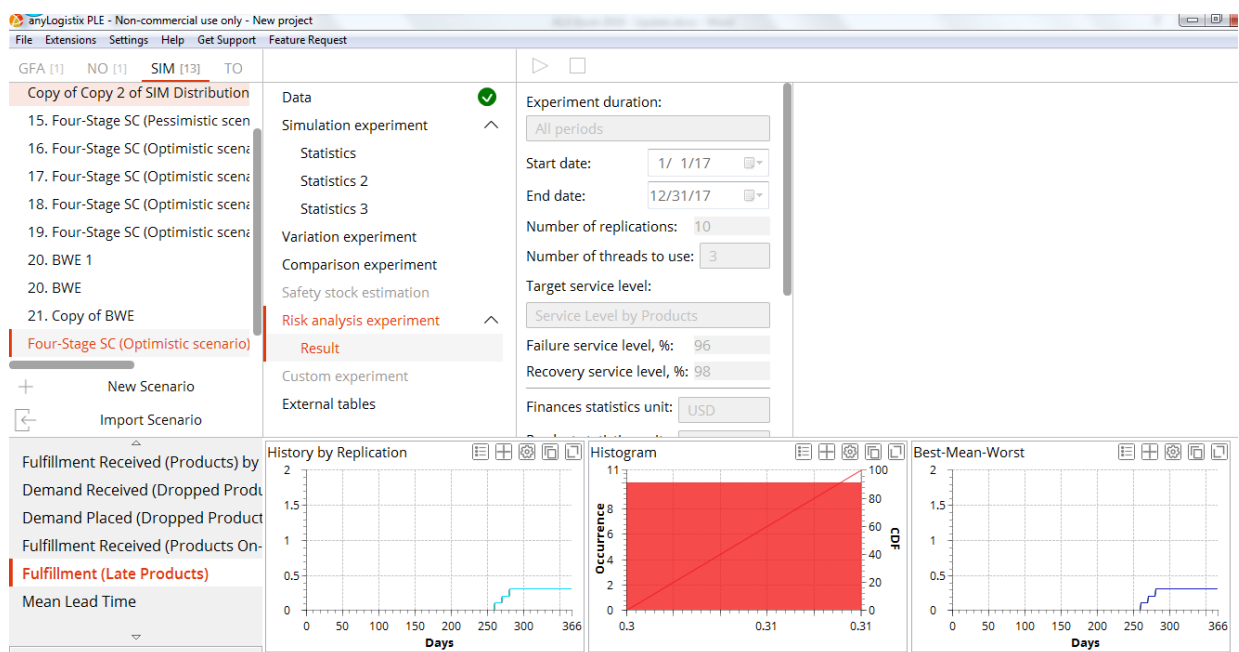 anyLogistix PLE - Non-commercial use only - New project
File Extensions Settings Help Get Support Feature Request
GFA [1] NO [1] SIM [13] TO
Copy of Copy 2 of SIM Distribution
15. Four-Stage SC (Pessimistic scen
16. Four-Stage SC (Optimistic scena
17. Four-Stage SC (Optimistic scena
18. Four-Stage SC (Optimistic scena
19. Four-Stage SC (Optimistic scena
20. BWE 1
20. BWE
21. Copy of BWE
Four-Stage SC (Optimistic scenario)
New Scenario
Import Scenario
Data
Simulation experiment
Statistics
Statistics 2
Statistics 3
Variation experiment
Comparison experiment
Safety stock estimation
Risk analysis experiment
Result
Custom experiment
External tables
Experiment duration:
All periods
Start date: 1/ 1/17
End date: 12/31/17
Number of replications: 10
Number of threads to use: 3
Target service level:
Service Level by Products
Failure service level, %: 96
Recovery service level, %: 98
Finances statistics unit: USD
Fulfillment Received (Products) by
Demand Received (Dropped Produ
Demand Placed (Dropped Product
Fulfillment Received (Products On-
Fulfillment (Late Products)
Mean Lead Time
History by Replication
2
1.5
1
0.5
0
0 50 100 150 200 250 300 366
Days
Histogram
11 100
8 80
6 60
4 40
2 20
0 0
Occurrence
CDF
0.3 0.31 0.31
Best-Mean-Worst
2
1.5
1
0.5
0
0 50 100 150 200 250 300 366
Days